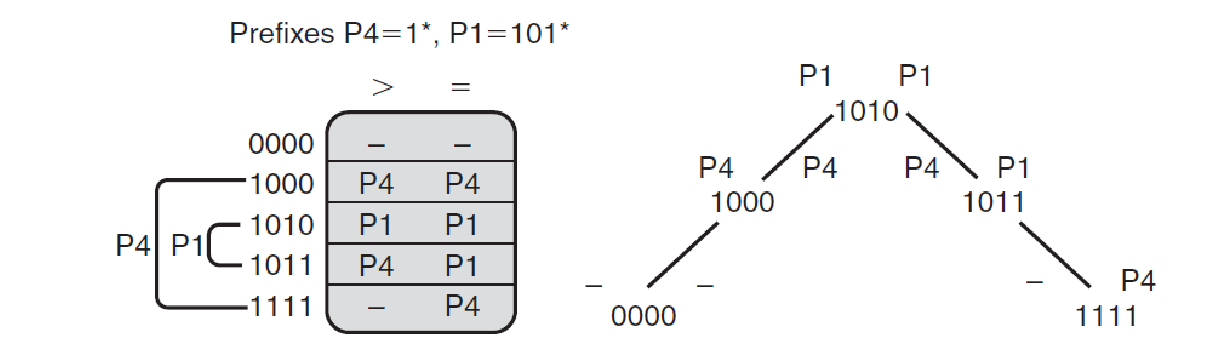 Prefixes P4=1*, P1=101*
> =
0000 – –
1000 P4 P4
1010 P1 P1
1011 P4 P1
1111 – P4
P4 P1
P1 P1
1010
P4 P4 P4 P1
1000 1011
– – – P4
0000 1111